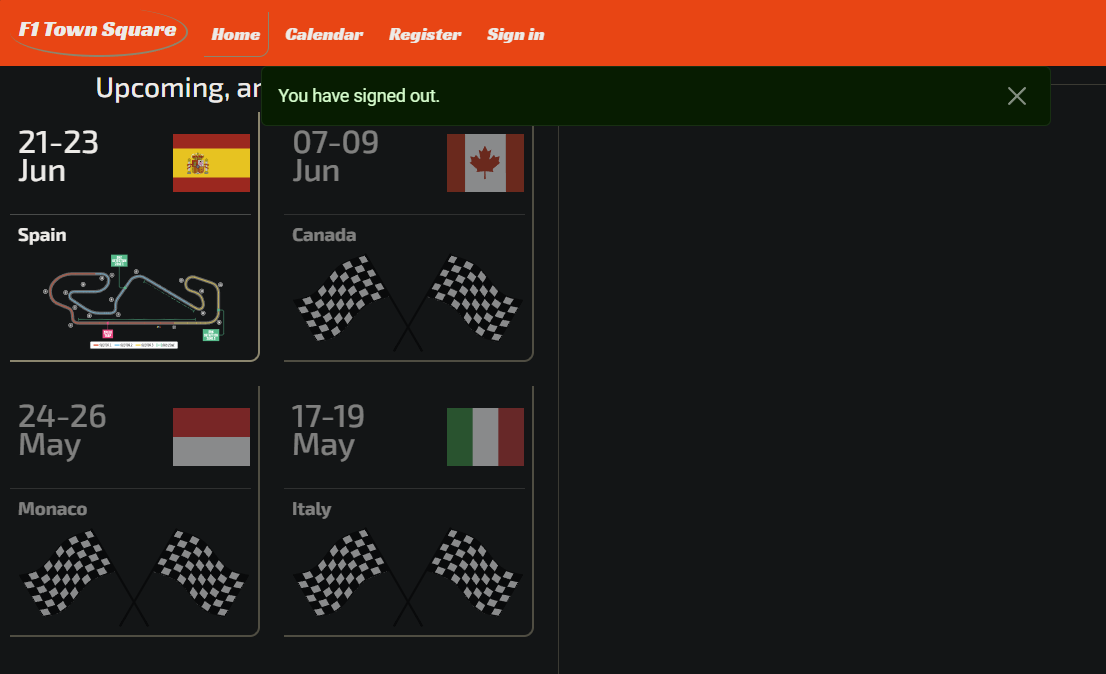 F1 Town Square
Home
Calendar
Register
Sign in
Upcoming,
You have signed out.
21-23
Jun
Spain
07-09
Jun
Canada
24-26
May
Monaco
17-19
May
Italy